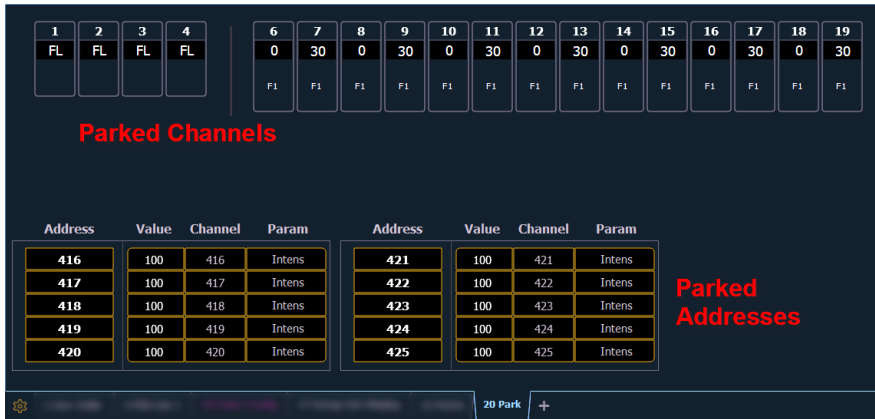 1 2 3 4 6 7 8 9 10 11 12 13 14 15 16 17 18 19
FL FL FL FL 0 30 0 30 0 30 0 30 0 30 0 30 0 30
F1 F1 F1 F1 F1 F1 F1 F1 F1 F1 F1 F1 F1 F1
Parked Channels
Address Value Channel Param Address Value Channel Param
416 100 416 Intens 421 100 421 Intens
417 100 417 Intens 422 100 422 Intens
418 100 418 Intens 423 100 423 Intens
419 100 419 Intens 424 100 424 Intens
420 100 420 Intens 425 100 425 Intens
Parked
Addresses
20 Park +